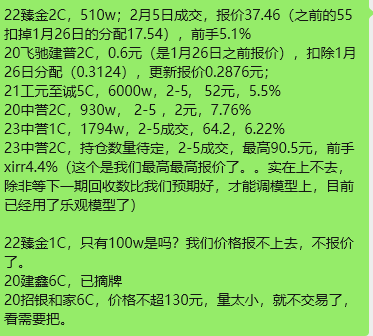 22臻金2C，510w；2月5日成交，报价37.46（之前的55
扣掉1月26日的分配17.54），前手5.1%
20飞驰建普2C，0.6元（是1月26日之前报价），扣除1月
26日分配（0.3124），更新报价0.2876元；
21工元至诚5C，6000w，2-5，  52元，5.5%
20中誉2C，930w， 2-5 ，2元，7.76%
23中誉1C，1794w，2-5成交，64.2，6.22%
23中誉2C，持仓数量待定，2-5成交，最高90.5元，前手
xirr4.4%（这个是我们最高最高报价了。。实在上不去，
除非等下一期回收数比我们预期好，才能调模型上，目前
已经用了乐观模型了）

22臻金1C，只有100w是吗？我们价格报不上去，不报价
了。
20建鑫6C，已摘牌
20招银和家6C，价格不超130元，量太小，就不交易了，
看需要把。